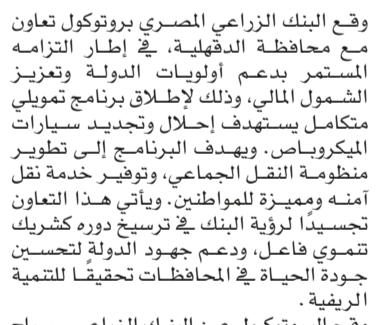 وقع البنك الزراعي المصري بروتوكول تعاون
مع محافظة الدقهلية، في إطار التزامه
المستمر بدعم أولويات الدولة وتعزيز
الشمول المالي، وذلك لإطلاق برنامج تمويلي
متكامل يستهدف إحلال وتجديد سيارات
الميكروباص. ويهدف البرنامج إلى تطوير
منظومة النقل الجماعي، وتوفير خدمة نقل
آمنه ومميزة للمواطنين. ويأتي هذا التعاون
تجسيدًا لرؤية البنك في ترسيخ دوره كشريك
تنموي فاعل، ودعم جهود الدولة لتحسين
جودة الحياة في المحافظات تحقيقًا للتنمية
الريفية.